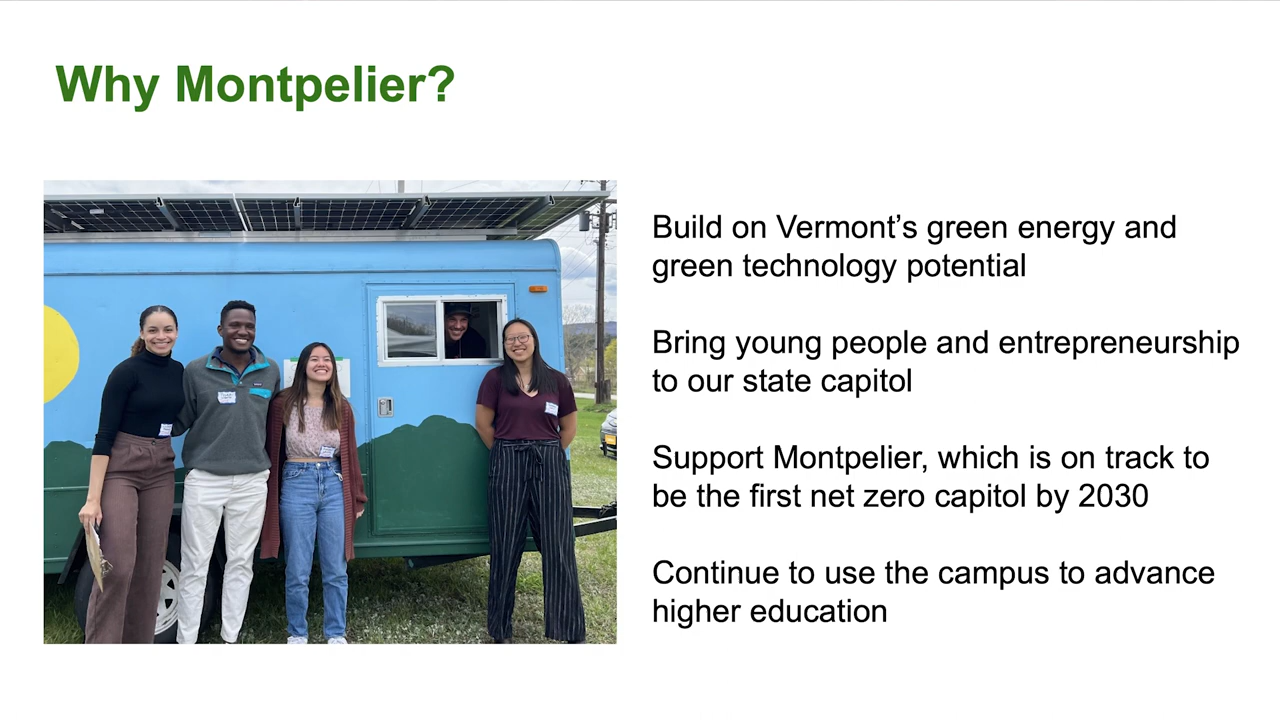 Why Montpelier?
Build on Vermont’s green energy and
green technology potential
Bring young people and entrepreneurship
to our state capitol
Support Montpelier, which is on track to
be the first net zero capitol by 2030
Continue to use the campus to advance
higher education